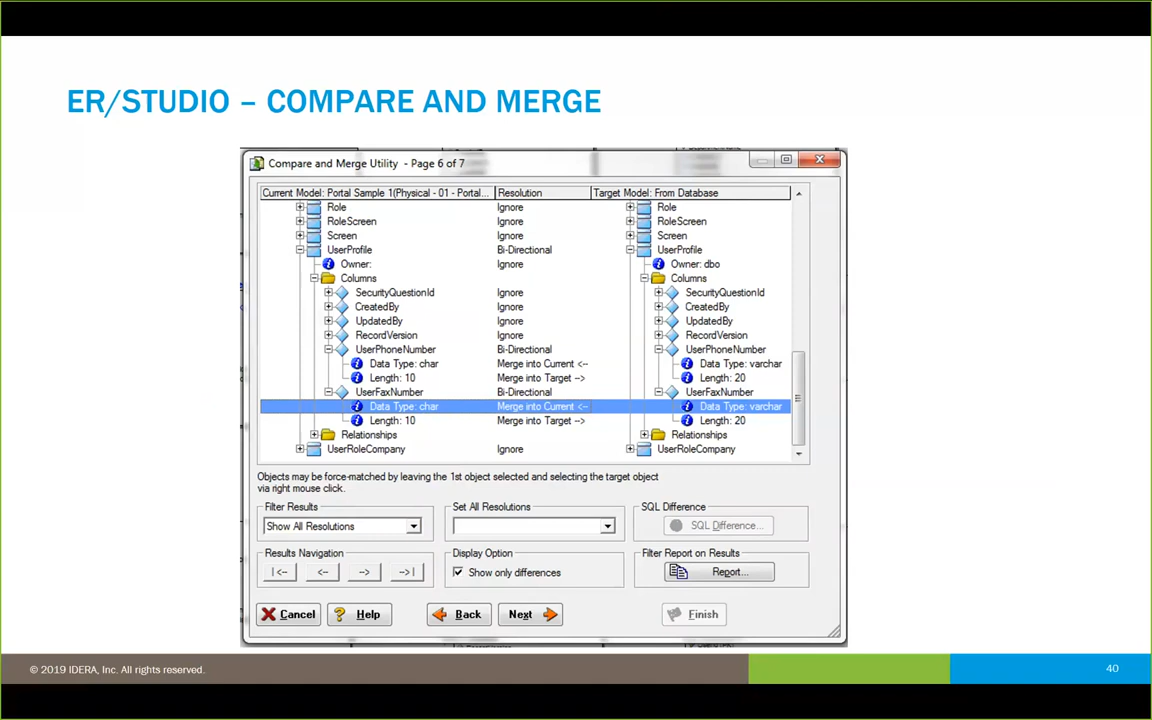 ER/STUDIO – COMPARE AND MERGE
Compare and Merge Utility - Page 6 of 7
Current Model: Portal Sample 1(Physical - 01 - Portal... Resolution Target Model: From Database
Role Ignore Role
RoleScreen Ignore RoleScreen
Screen Ignore Screen
UserProfile Bi-Directional UserProfile
Owner: Ignore Owner: dbo
Columns Columns
SecurityQuestionId Ignore SecurityQuestionId
CreatedBy Ignore CreatedBy
UpdatedBy Ignore UpdatedBy
RecordVersion Ignore RecordVersion
UserPhoneNumber Bi-Directional UserPhoneNumber
Data Type: char Merge into Current <-- Data Type: varchar
Length: 10 Merge into Target --> Length: 20
UserFaxNumber Bi-Directional UserFaxNumber
Data Type: char Merge into Current <-- Data Type: varchar
Length: 10 Merge into Target --> Length: 20
Relationships Relationships
UserRoleCompany Ignore UserRoleCompany
Objects may be force-matched by leaving the 1st object selected and selecting the target object
via right mouse click.
Filter Results Set All Resolutions SQL Difference
Show All Resolutions SQL Difference...
Results Navigation Display Option Filter Report on Results
|<-- <-- --> -->| Show only differences Report...
Cancel Help Back Next Finish
© 2019 IDERA, Inc. All rights reserved. 40